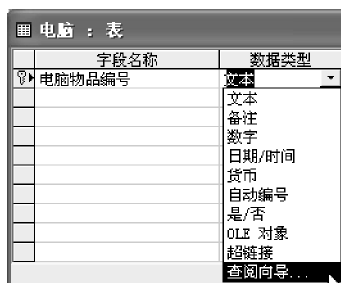 电脑 : 表
字段名称 数据类型
电脑物品编号 文本
文本
备注
数字
日期/时间
货币
自动编号
是/否
OLE 对象
超链接
查阅向导...